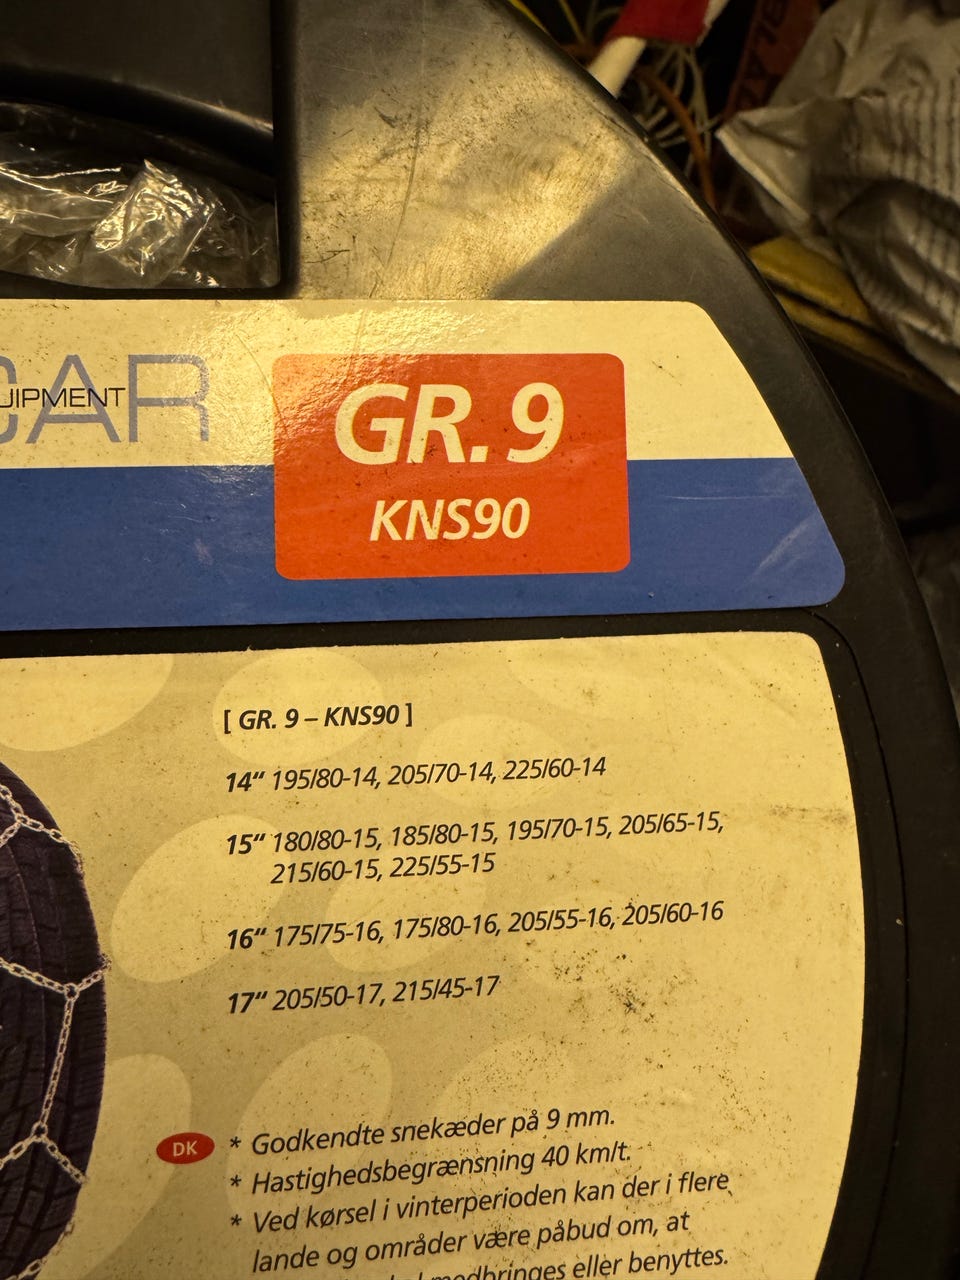 CAR
UIPMENT
GR. 9
KNS90
[ GR. 9 – KNS90 ]
14“ 195/80-14, 205/70-14, 225/60-14
15“ 180/80-15, 185/80-15, 195/70-15, 205/65-15,
215/60-15, 225/55-15
16“ 175/75-16, 175/80-16, 205/55-16, 205/60-16
17“ 205/50-17, 215/45-17
DK * Godkendte snekæder på 9 mm.
* Hastighedsbegrænsning 40 km/t.
* Ved kørsel i vinterperioden kan der i flere
lande og områder være påbud om, at
medbringes eller benyttes.